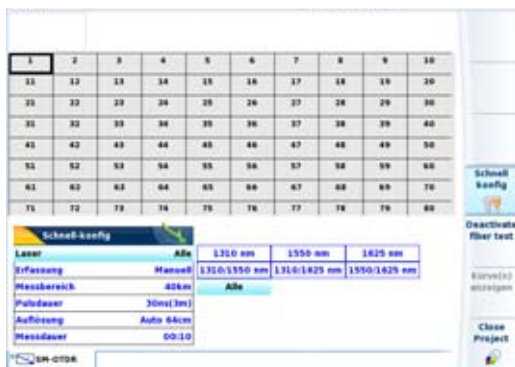 1 2 3 4 5 6 7 8 9 10
11 12 13 14 15 16 17 18 19 20
21 22 23 24 25 26 27 28 29 30
31 32 33 34 35 36 37 38 39 40
41 42 43 44 45 46 47 48 49 50
51 52 53 54 55 56 57 58 59 60
61 62 63 64 65 66 67 68 69 70
71 72 73 74 75 76 77 78 79 80
Schnell-konfig
Laser Alle 1310 nm 1550 nm 1625 nm
Erfassung Manuell 1310/1550 nm 1310/1625 nm 1550/1625 nm
Messbereich 40km Alle
Pulsdauer 30ns(3m)
Auflösung Auto 64cm
Messdauer 00:10
SM-OTDR
Schnell
konfig
Deactivate
fiber test
Kurve(n)
anzeigen
Close
Project